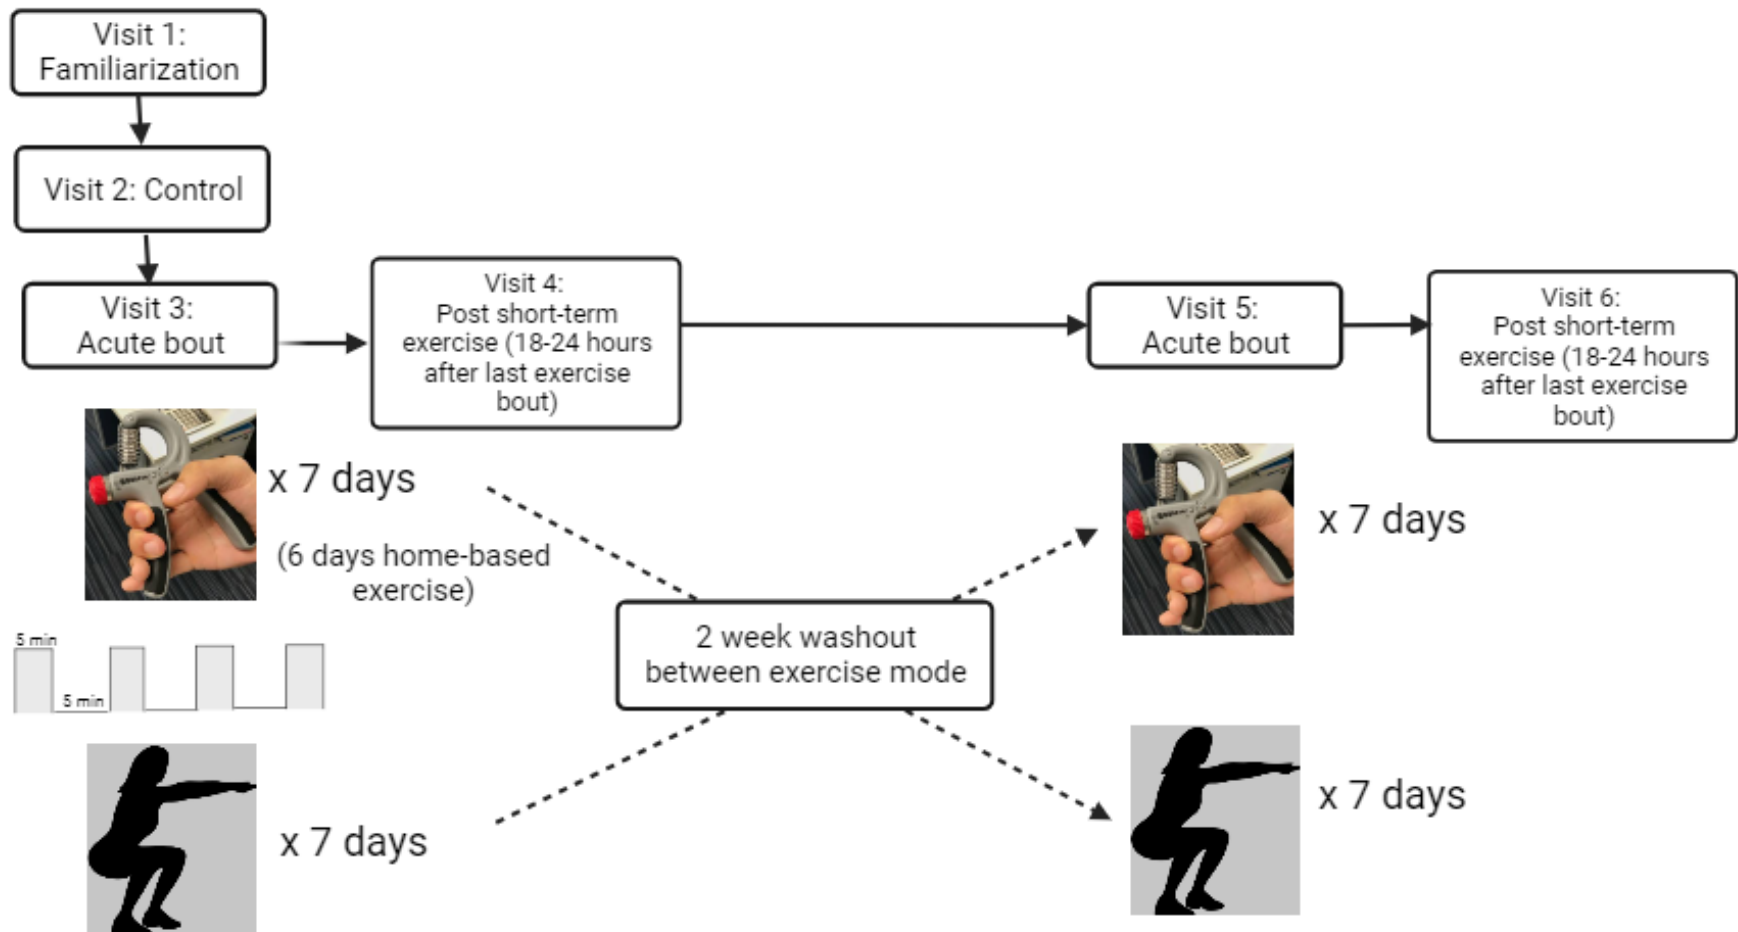 Visit 1:
Familiarization
Visit 2: Control
Visit 3:
Acute bout
Visit 4:
Post short-term
exercise (18-24 hours
after last exercise
bout)
Visit 5:
Acute bout
Visit 6:
Post short-term
exercise (18-24 hours
after last exercise
bout)
x 7 days
(6 days home-based
exercise)
x 7 days
5 min
5 min
2 week washout
between exercise mode
x 7 days
x 7 days